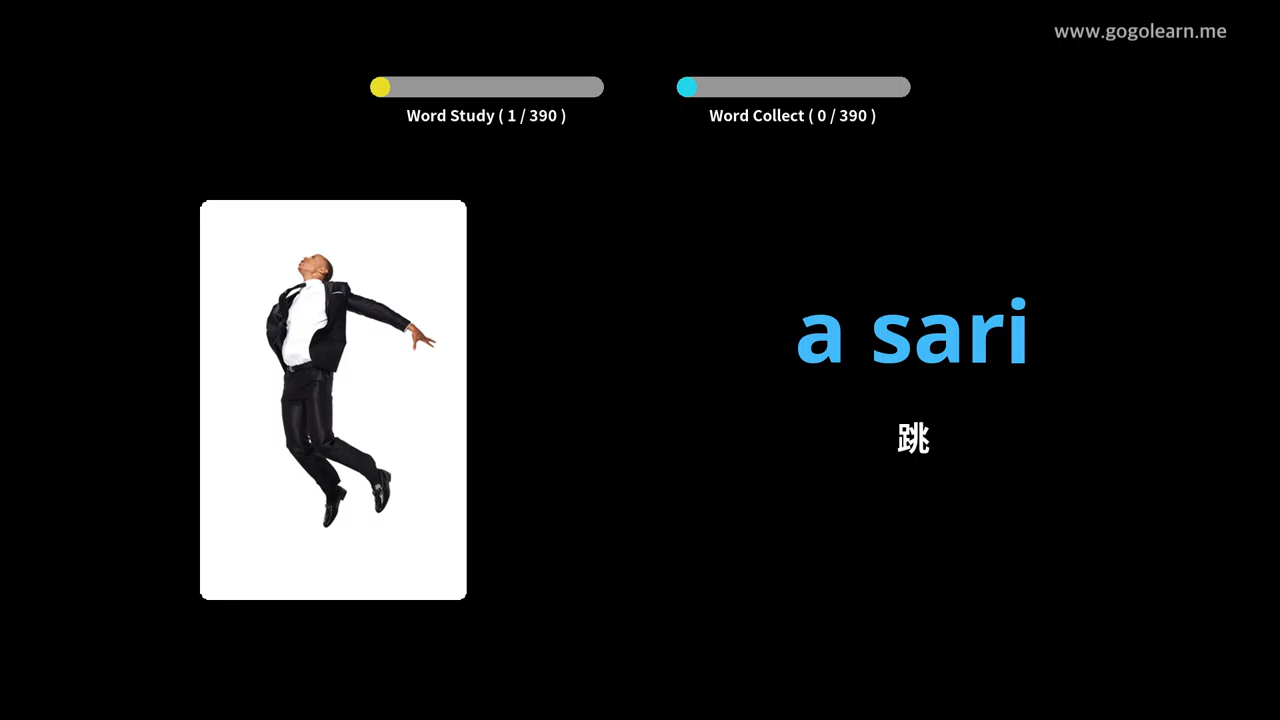 www.gogolearn.me
Word Study ( 1 / 390 )
Word Collect ( 0 / 390 )
a sari
跳